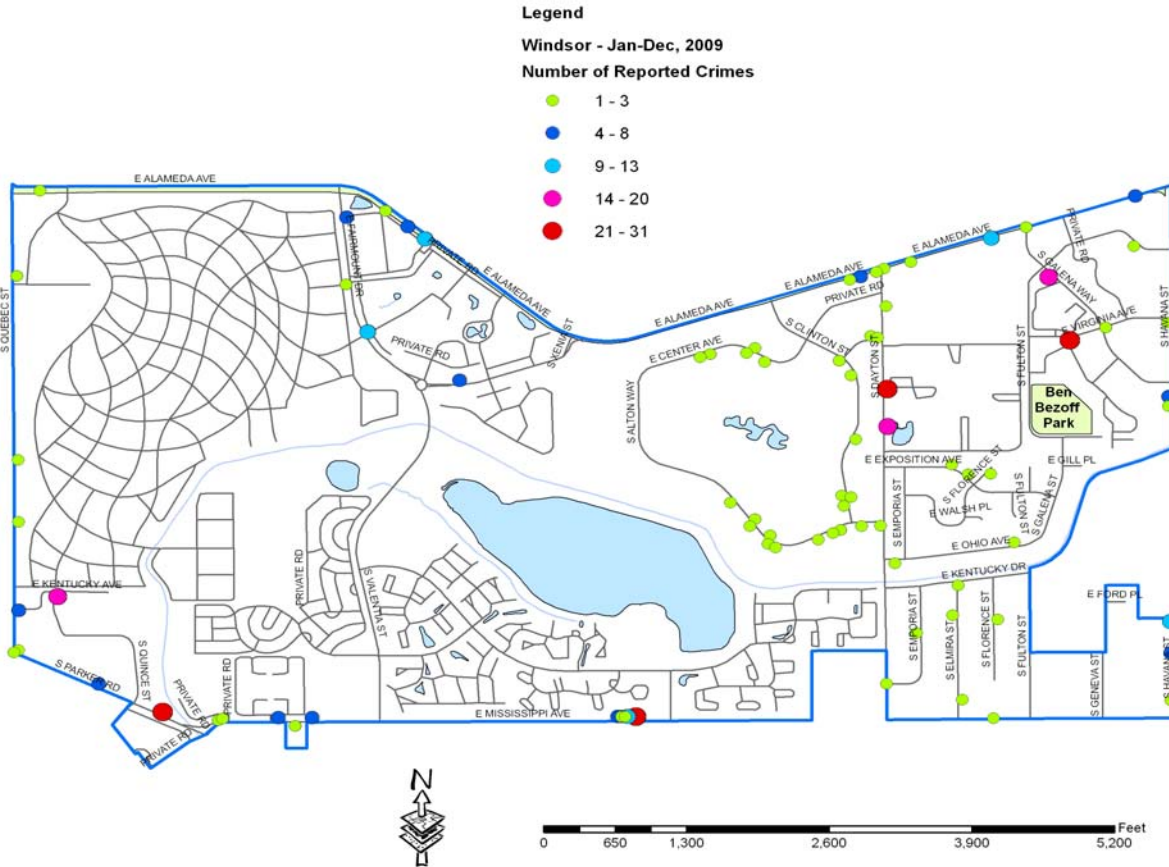 Legend
Windsor - Jan-Dec, 2009
Number of Reported Crimes
1 - 3
4 - 8
9 - 13
14 - 20
21 - 31
E ALAMEDA AVE
S QUEBEC ST
E FAIRMOUNT DR
PRIVATE RD
E ALAMEDA AVE
PRIVATE RD
S XENIA ST
E ALAMEDA AVE
E ALAMEDA AVE
E ALAMEDA AVE
PRIVATE RD
PRIVATE RD
S GALENA WAY
E VIRGINIA AVE
S HAVANA ST
E CENTER AVE
S CLINTON ST
S DAYTON ST
S FULTON ST
S ALTON WAY
Ben
Bezoff
Park
E EXPOSITION AVE
E GILL PL
S FLORENCE ST
S FULTON ST
S GALENA ST
E WALSH PL
S EMPORIA ST
E OHIO AVE
E KENTUCKY DR
E KENTUCKY AVE
PRIVATE RD
S VALENTIA ST
E FORD PL
S EMPORIA ST
S ELMIRA ST
S FLORENCE ST
S FULTON ST
S GENEVA ST
S HAVANA ST
S QUINCE ST
S PARKER RD
PRIVATE RD
PRIVATE RD
PRIVATE RD
E MISSISSIPPI AVE
N
Feet
0 650 1,300 2,600 3,900 5,200